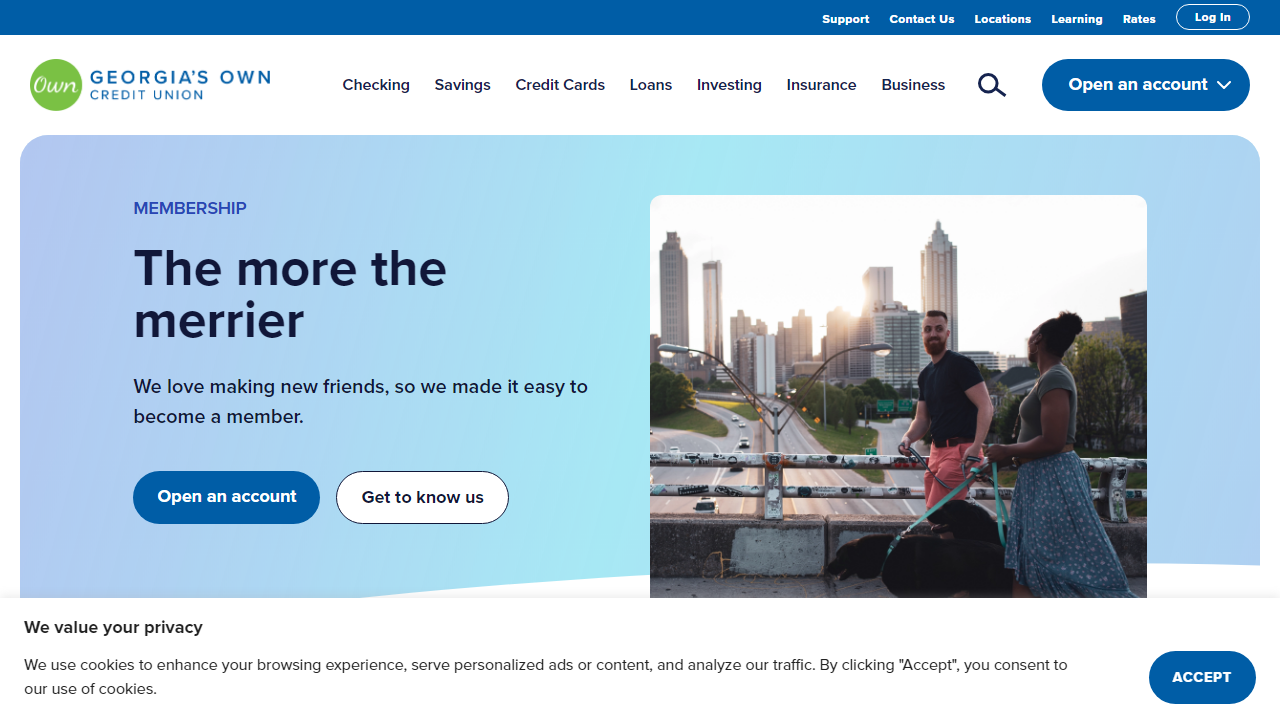 Support Contact Us Locations Learning Rates Log In
Own GEORGIA'S OWN
CREDIT UNION
Checking Savings Credit Cards Loans Investing Insurance Business Open an account
MEMBERSHIP
The more the
merrier
We love making new friends, so we made it easy to
become a member.
Open an account Get to know us
We value your privacy
We use cookies to enhance your browsing experience, serve personalized ads or content, and analyze our traffic. By clicking "Accept", you consent to
our use of cookies.
ACCEPT